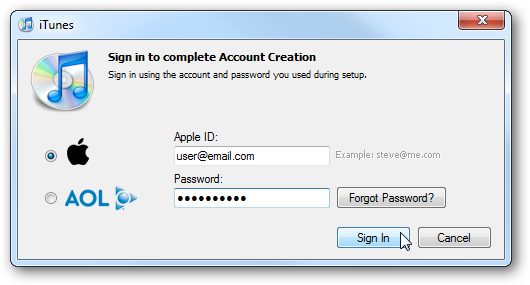 iTunes
Sign in to complete Account Creation
Sign in using the account and password you used during setup.
Apple ID:
user@email.com Example: steve@me.com
Password:
AOL ●●●●●●●●●● Forgot Password?
Sign In Cancel